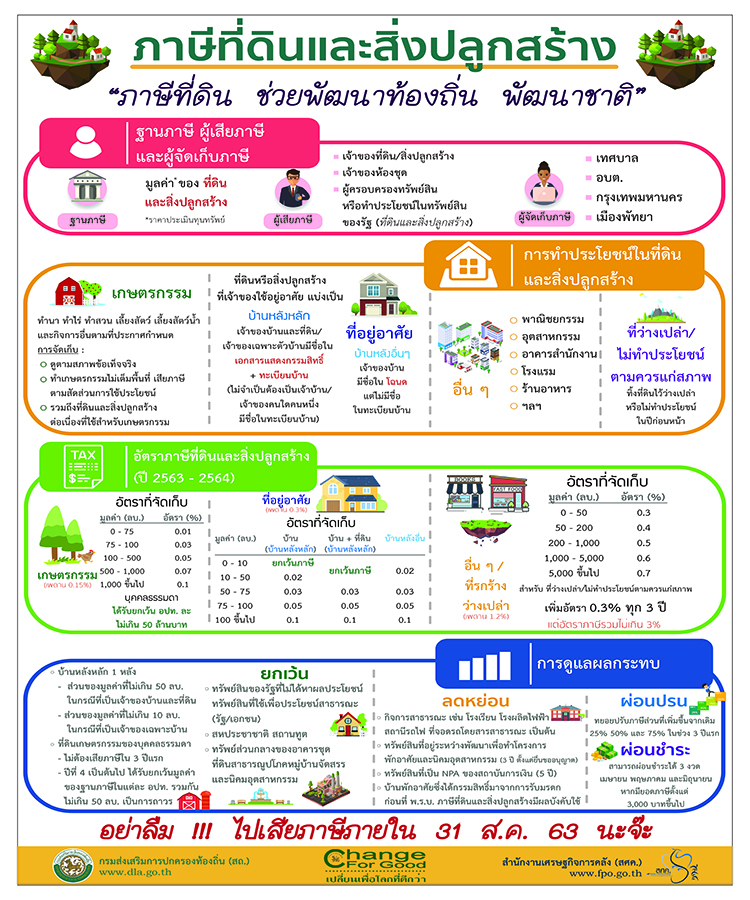 ภาษีที่ดินและสิ่งปลูกสร้าง
“ภาษีที่ดิน ช่วยพัฒนาท้องถิ่น พัฒนาชาติ”
ฐานภาษี ผู้เสียภาษี
และผู้จัดเก็บภาษี
ฐานภาษี
มูลค่า* ของ ที่ดิน
และสิ่งปลูกสร้าง
*ราคาประเมินทุนทรัพย์
ผู้เสียภาษี
เจ้าของที่ดิน/สิ่งปลูกสร้าง
เจ้าของห้องชุด
ผู้ครอบครองทรัพย์สิน
หรือทำประโยชน์ในทรัพย์สิน
ของรัฐ (ที่ดินและสิ่งปลูกสร้าง)
ผู้จัดเก็บภาษี
เทศบาล
อบต.
กรุงเทพมหานคร
เมืองพัทยา
การทำประโยชน์ในที่ดิน
และสิ่งปลูกสร้าง
เกษตรกรรม
ทำนา ทำไร่ ทำสวน เลี้ยงสัตว์ เลี้ยงสัตว์น้ำ
และกิจการอื่นตามที่ประกาศกำหนด
การจัดเก็บ :
ดูตามสภาพข้อเท็จจริง
ทำเกษตรกรรมไม่เต็มพื้นที่ เสียภาษี
ตามสัดส่วนการใช้ประโยชน์
รวมถึงที่ดินและสิ่งปลูกสร้าง
ต่อเนื่องที่ใช้สำหรับเกษตรกรรม
ที่ดินหรือสิ่งปลูกสร้าง
ที่เจ้าของใช้อยู่อาศัย แบ่งเป็น
บ้านหลังหลัก
เจ้าของบ้านและที่ดิน/
เจ้าของเฉพาะตัวบ้านมีชื่อใน
เอกสารแสดงกรรมสิทธิ์
+ ทะเบียนบ้าน
(ไม่จำเป็นต้องเป็นเจ้าบ้าน/
เจ้าของคนใดคนหนึ่ง
มีชื่อในทะเบียนบ้าน)
ที่อยู่อาศัย
บ้านหลังอื่นๆ
เจ้าของบ้าน
มีชื่อใน โฉนด
แต่ไม่มีชื่อ
ในทะเบียนบ้าน
อื่น ๆ
พาณิชยกรรม
อุตสาหกรรม
อาคารสำนักงาน
โรงแรม
ร้านอาหาร
ฯลฯ
ที่ว่างเปล่า/
ไม่ทำประโยชน์
ตามควรแก่สภาพ
ทิ้งที่ดินไว้ว่างเปล่า
หรือไม่ทำประโยชน์
ในปีก่อนหน้า
TAX
อัตราภาษีที่ดินและสิ่งปลูกสร้าง
(ปี 2563 - 2564)
เกษตรกรรม
(เพดาน 0.15%)
อัตราที่จัดเก็บ
มูลค่า (ลบ.) อัตรา (%)
0 - 75 0.01
75 - 100 0.03
100 - 500 0.05
500 - 1,000 0.07
1,000 ขึ้นไป 0.1
บุคคลธรรมดา
ได้รับยกเว้น อปท. ละ
ไม่เกิน 50 ล้านบาท
ที่อยู่อาศัย
(เพดาน 0.3%)
อัตราที่จัดเก็บ
มูลค่า (ลบ.) บ้าน (บ้านหลังหลัก) บ้าน + ที่ดิน (บ้านหลังหลัก) บ้านหลังอื่น
0 - 10 ยกเว้นภาษี ยกเว้นภาษี 0.02
10 - 50 0.02
50 - 75 0.03 0.03 0.03
75 - 100 0.05 0.05 0.05
100 ขึ้นไป 0.1 0.1 0.1
BOOKS
FAST FOOD
อื่น ๆ /
ที่รกร้าง
ว่างเปล่า
(เพดาน 1.2%)
อัตราที่จัดเก็บ
มูลค่า (ลบ.) อัตรา (%)
0 - 50 0.3
50 - 200 0.4
200 - 1,000 0.5
1,000 - 5,000 0.6
5,000 ขึ้นไป 0.7
สำหรับ ที่ว่างเปล่า/ไม่ทำประโยชน์ตามควรแก่สภาพ
เพิ่มอัตรา 0.3% ทุก 3 ปี
แต่อัตราภาษีรวมไม่เกิน 3%
การดูแลผลกระทบ
บ้านหลังหลัก 1 หลัง
- ส่วนของมูลค่าที่ไม่เกิน 50 ลบ.
ในกรณีที่เป็นเจ้าของบ้านและที่ดิน
- ส่วนของมูลค่าที่ไม่เกิน 10 ลบ.
ในกรณีที่เป็นเจ้าของเฉพาะบ้าน
ที่ดินเกษตรกรรมของบุคคลธรรมดา
- ไม่ต้องเสียภาษีใน 3 ปีแรก
- ปีที่ 4 เป็นต้นไป ได้รับยกเว้นมูลค่า
ของฐานภาษีในแต่ละ อปท. รวมกัน
ไม่เกิน 50 ลบ. เป็นการถาวร
ยกเว้น
ทรัพย์สินของรัฐที่ไม่ได้หาผลประโยชน์
ทรัพย์สินที่ใช้เพื่อประโยชน์สาธารณะ
(รัฐ/เอกชน)
สหประชาชาติ สถานทูต
ทรัพย์ส่วนกลางของอาคารชุด
ที่ดินสาธารณูปโภคหมู่บ้านจัดสรร
และนิคมอุตสาหกรรม
ลดหย่อน
กิจการสาธารณะ เช่น โรงเรียน โรงผลิตไฟฟ้า
สถานีรถไฟ ที่จอดรถโดยสารสาธารณะ เป็นต้น
ทรัพย์สินที่อยู่ระหว่างพัฒนาเพื่อทำโครงการ
พักอาศัยและนิคมอุตสาหกรรม (3 ปี ตั้งแต่ยื่นขออนุญาต)
ทรัพย์สินที่เป็น NPA ของสถาบันการเงิน (5 ปี)
บ้านพักอาศัยซึ่งได้กรรมสิทธิ์มาจากการรับมรดก
ก่อนที่ พ.ร.บ. ภาษีที่ดินและสิ่งปลูกสร้างมีผลบังคับใช้
ผ่อนปรน
ทยอยปรับภาษีส่วนที่เพิ่มขึ้นจากเดิม
25% 50% และ 75% ในช่วง 3 ปีแรก
ผ่อนชำระ
สามารถผ่อนชำระได้ 3 งวด
เมษายน พฤษภาคม และมิถุนายน
หากมียอดภาษีตั้งแต่
3,000 บาทขึ้นไป
อย่าลืม !!! ไปเสียภาษีภายใน 31 ส.ค. 63 นะจ๊ะ
กรมส่งเสริมการปกครองท้องถิ่น (สถ.)
www.dla.go.th
Change
For Good
เปลี่ยนเพื่อโลกที่ดีกว่า
สำนักงานเศรษฐกิจการคลัง (สศค.)
www.fpo.go.th